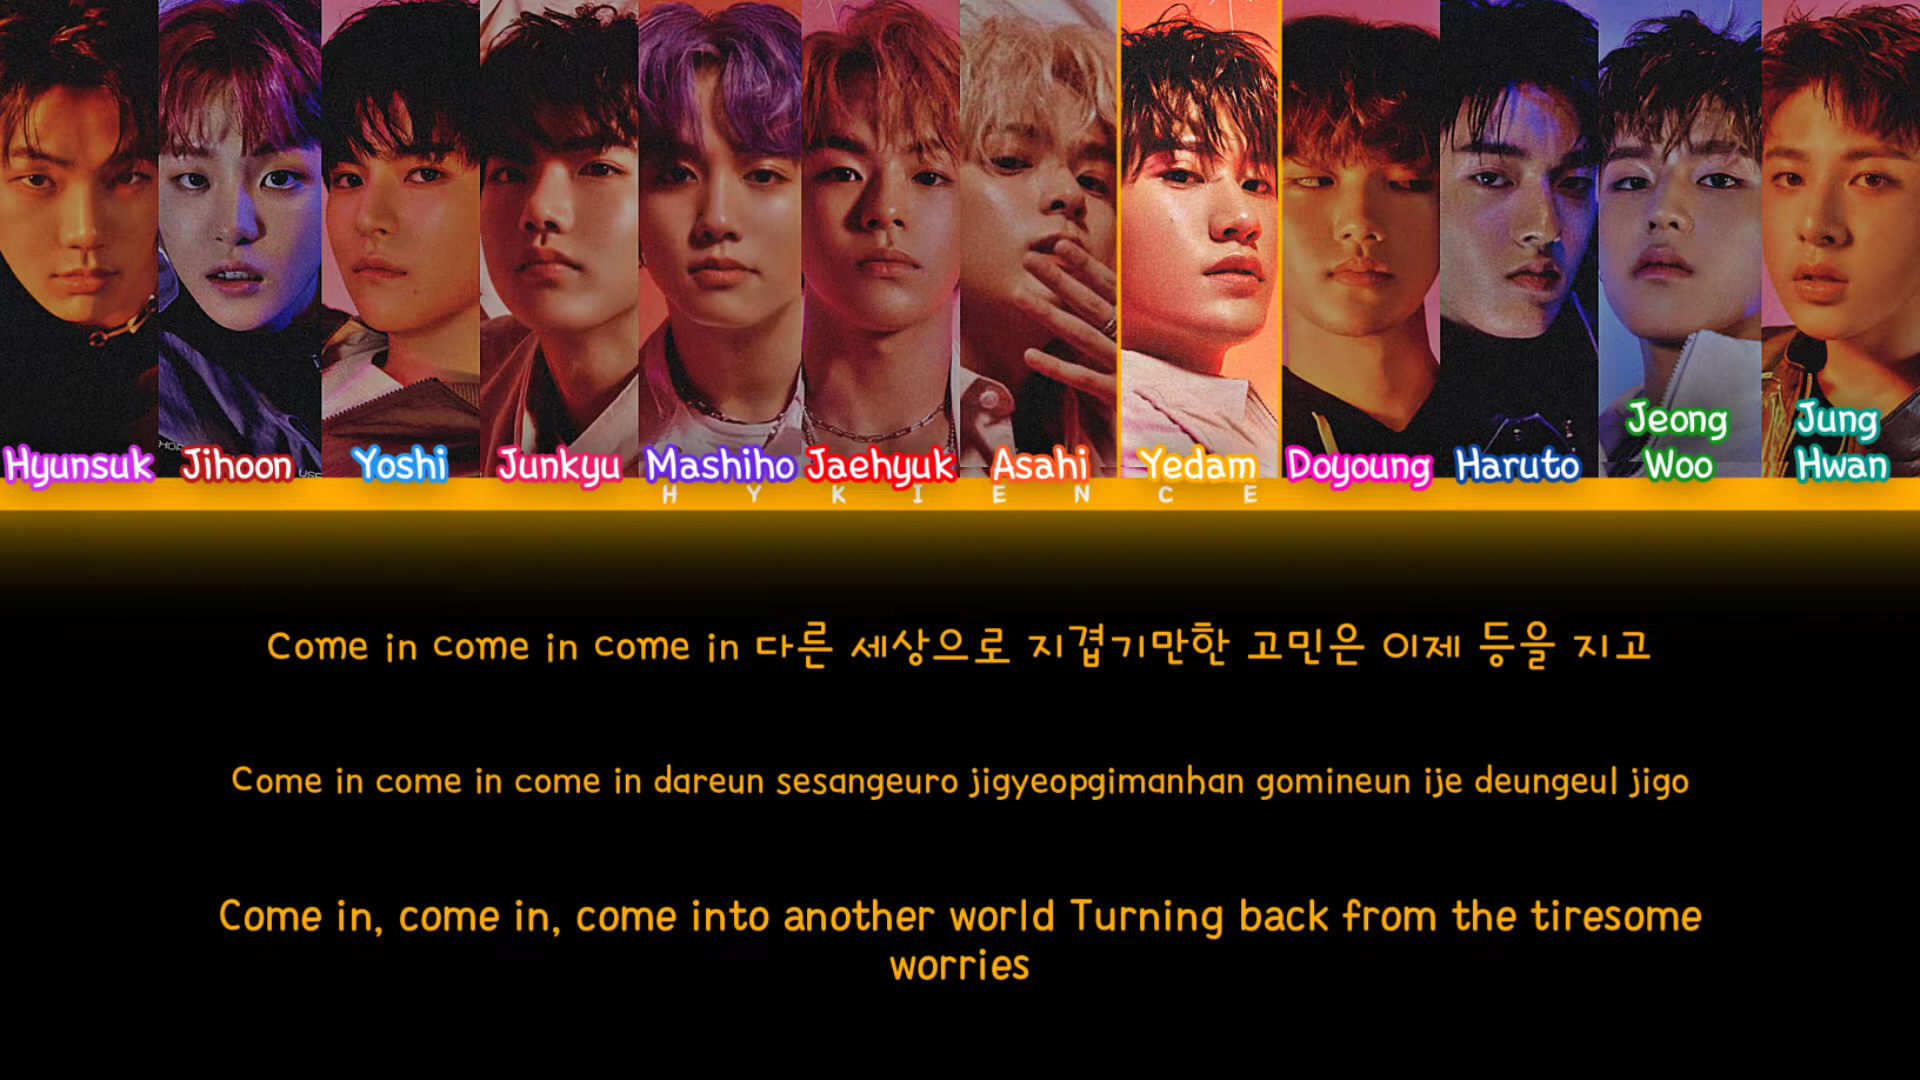 Hyunsuk Jihoon Yoshi Junkyu Mashiho Jaehyuk Asahi Yedam Doyoung Haruto Jeong Woo Jung Hwan
HYKIENCE
Come in come in come in 다른 세상으로 지겹기만한 고민은 이제 등을 지고
Come in come in come in dareun sesangeuro jigyeopgimanhan gomineun ije deungeul jigo
Come in, come in, come into another world Turning back from the tiresome
worries